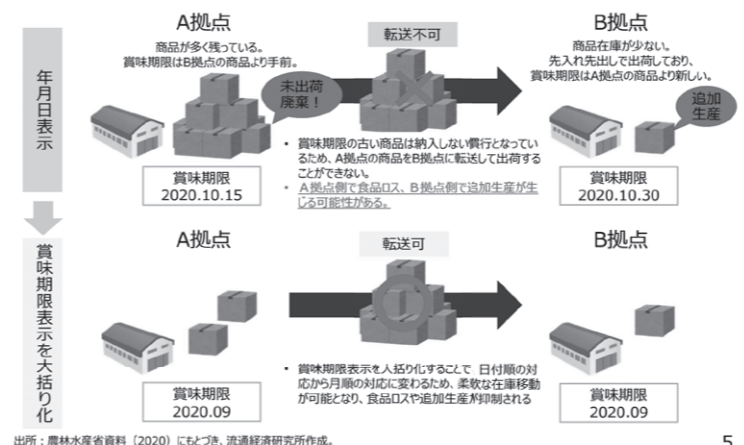 年月日表示
A拠点
商品が多く残っている。
賞味期限はB拠点の商品より手前。
未出荷
廃棄！
賞味期限
2020.10.15
転送不可
• 賞味期限の古い商品は納入しない慣行となってい
るため、A拠点の商品をB拠点に転送して出荷する
ことができない。
• A拠点側で食品ロス、B拠点側で追加生産が生
じる可能性がある。
B拠点
商品在庫が少ない。
先入れ先出しで出荷しており、
賞味期限はA拠点の商品より新しい。
追加
生産
賞味期限
2020.10.30
賞味期限表示を大括り化
A拠点
賞味期限
2020.09
転送可
• 賞味期限表示を大括り化することで 日付順の対
応から月順の対応に変わるため、柔軟な在庫移動
が可能となり、食品ロスや追加生産が抑制される
B拠点
賞味期限
2020.09
出所：農林水産省資料（2020）にもとづき、流通経済研究所作成。
5